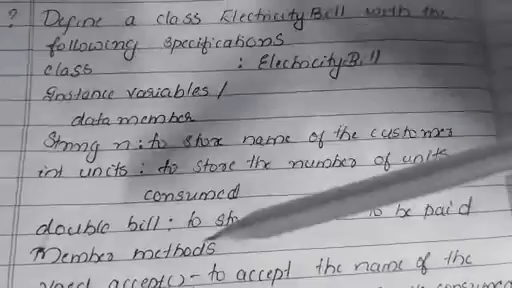 ? Define a class ElectricityBill with the
following specifications
class : ElectricityBill
Instance variables /
data member
String n: to store name of the customer
int units : to store the number of units
consumed
double bill: to to be paid
Member methods
accept()- to accept the name of the
consumed